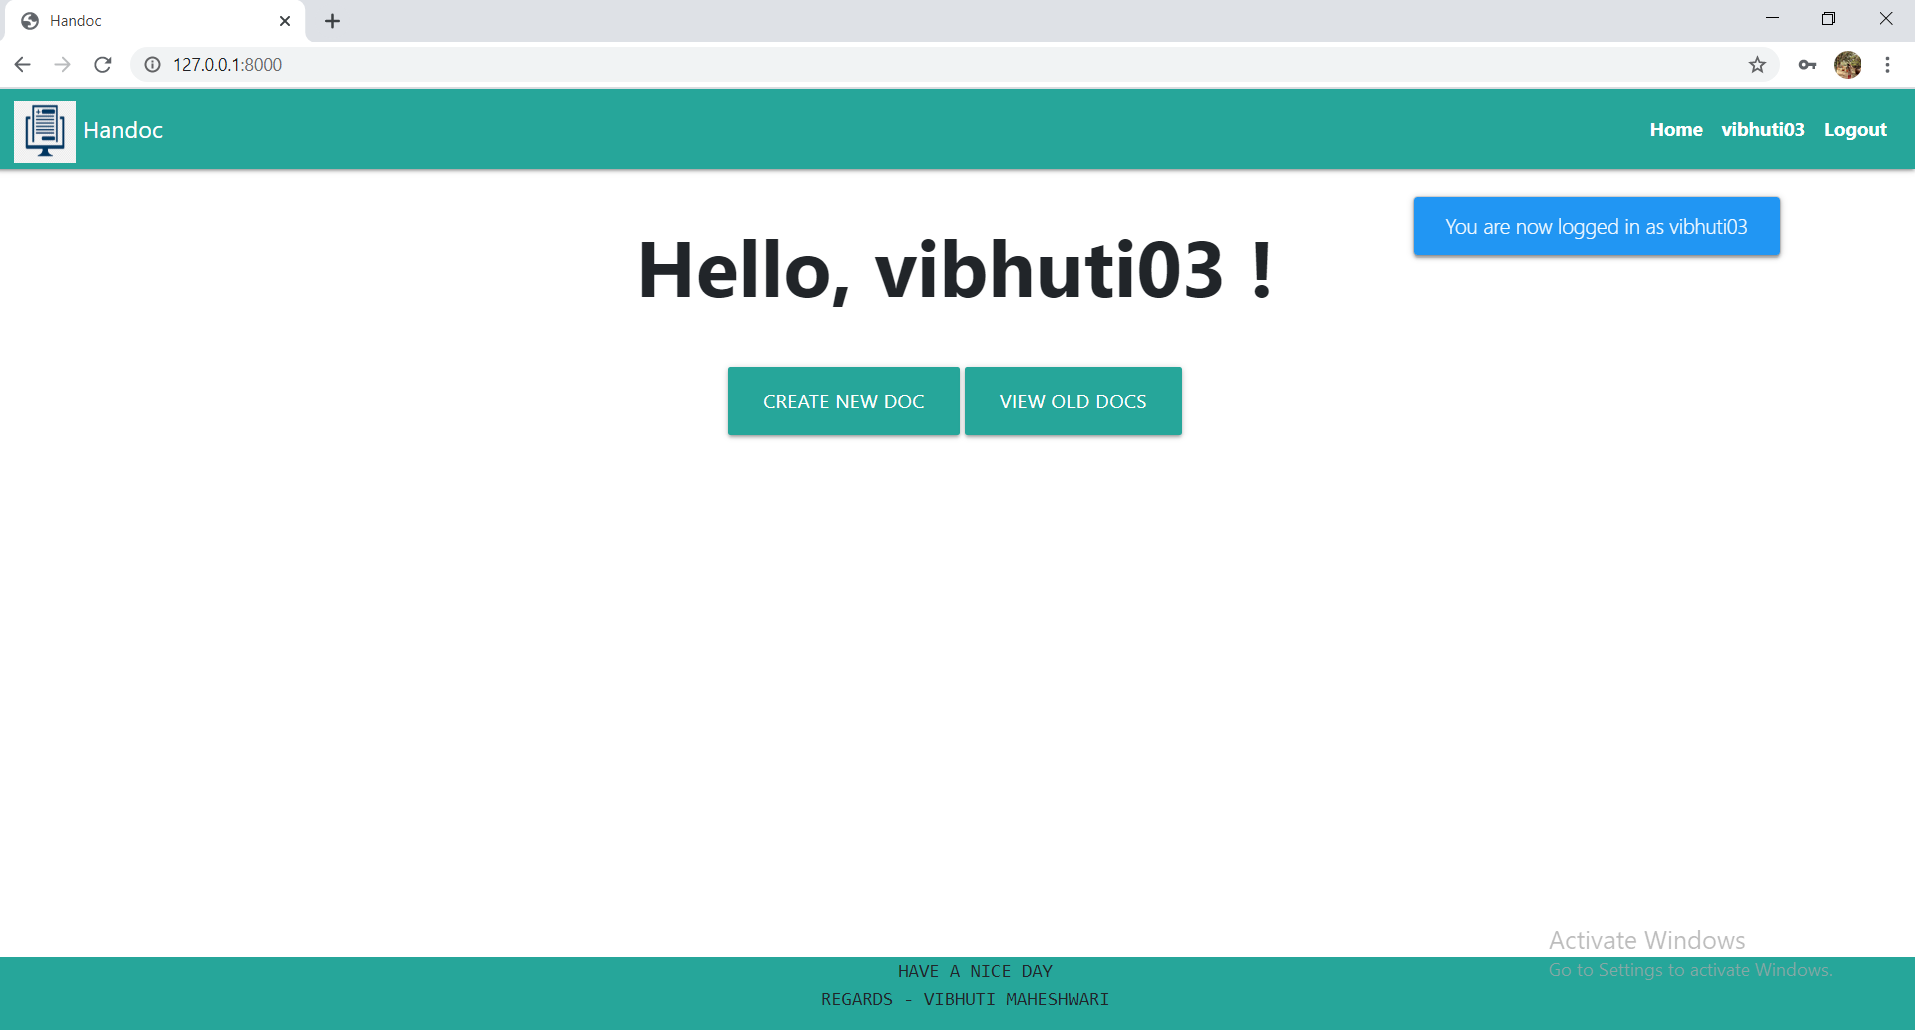 Handoc
127.0.0.1:8000
Handoc
Home vibhuti03 Logout
You are now logged in as vibhuti03
Hello, vibhuti03 !
CREATE NEW DOC VIEW OLD DOCS
Activate Windows
Go to Settings to activate Windows.
HAVE A NICE DAY
REGARDS - VIBHUTI MAHESHWARI